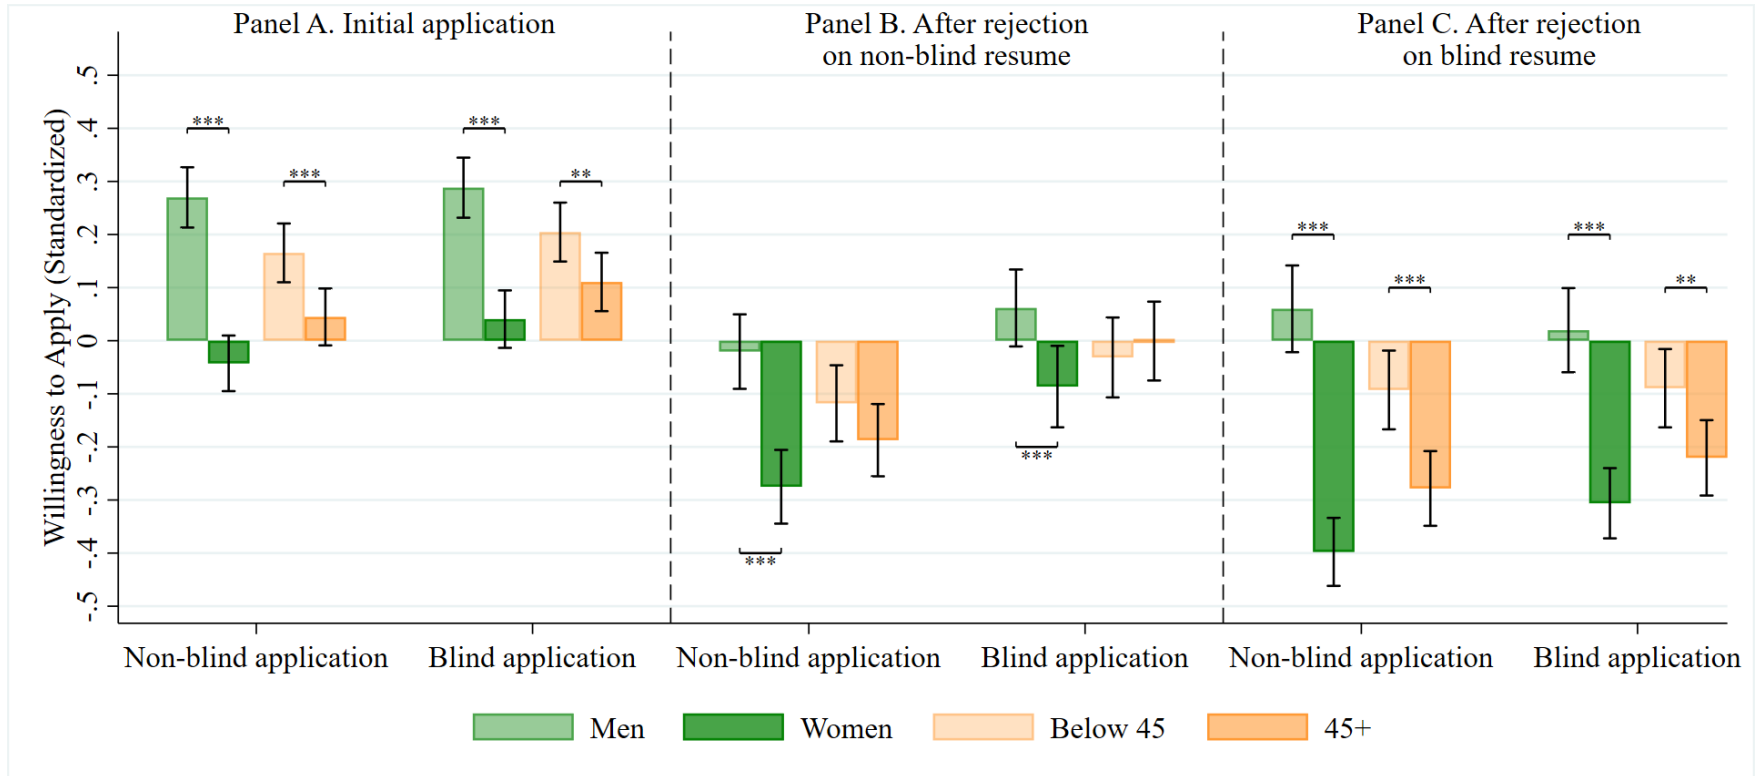 Panel A. Initial application
Panel B. After rejection
on non-blind resume
Panel C. After rejection
on blind resume
Willingness to Apply (Standardized)
.5
.4
.3
.2
.1
0
-.1
-.2
-.3
-.4
-.5
***
***
***
**
***
***
***
***
***
**
Non-blind application
Blind application
Non-blind application
Blind application
Non-blind application
Blind application
Men
Women
Below 45
45+